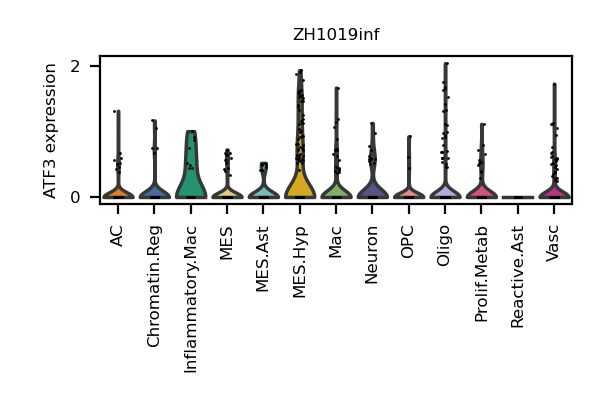 ZH1019inf
ATF3 expression
2
0
AC
Chromatin.Reg
Inflammatory.Mac
MES
MES.Ast
MES.Hyp
Mac
Neuron
OPC
Oligo
Prolif.Metab
Reactive.Ast
Vasc